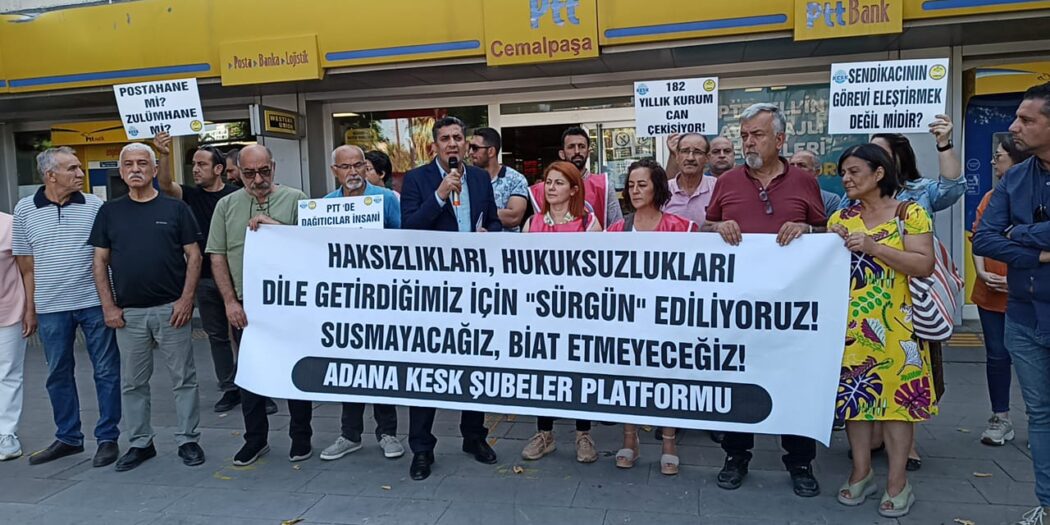 Ptt
Cemalpaşa
PttBank
▸Posta▸Banka▸Lojistik▸
WESTERN UNION
POSTAHANE
Mİ?
ZULÜMHANE
Mİ?
182
YILLIK KURUM
CAN
ÇEKİŞİYOR!
SENDİKACININ
GÖREVİ ELEŞTİRMEK
DEĞİL MİDİR?
PTT 'DE
DAĞITICILAR İNSANİ
HAKSIZLIKLARI, HUKUKSUZLUKLARI
DİLE GETİRDİĞİMİZ İÇİN "SÜRGÜN" EDİLİYORUZ!
SUSMAYACAĞIZ, BİAT ETMEYECEĞİZ!
ADANA KESK ŞUBELER PLATFORMU